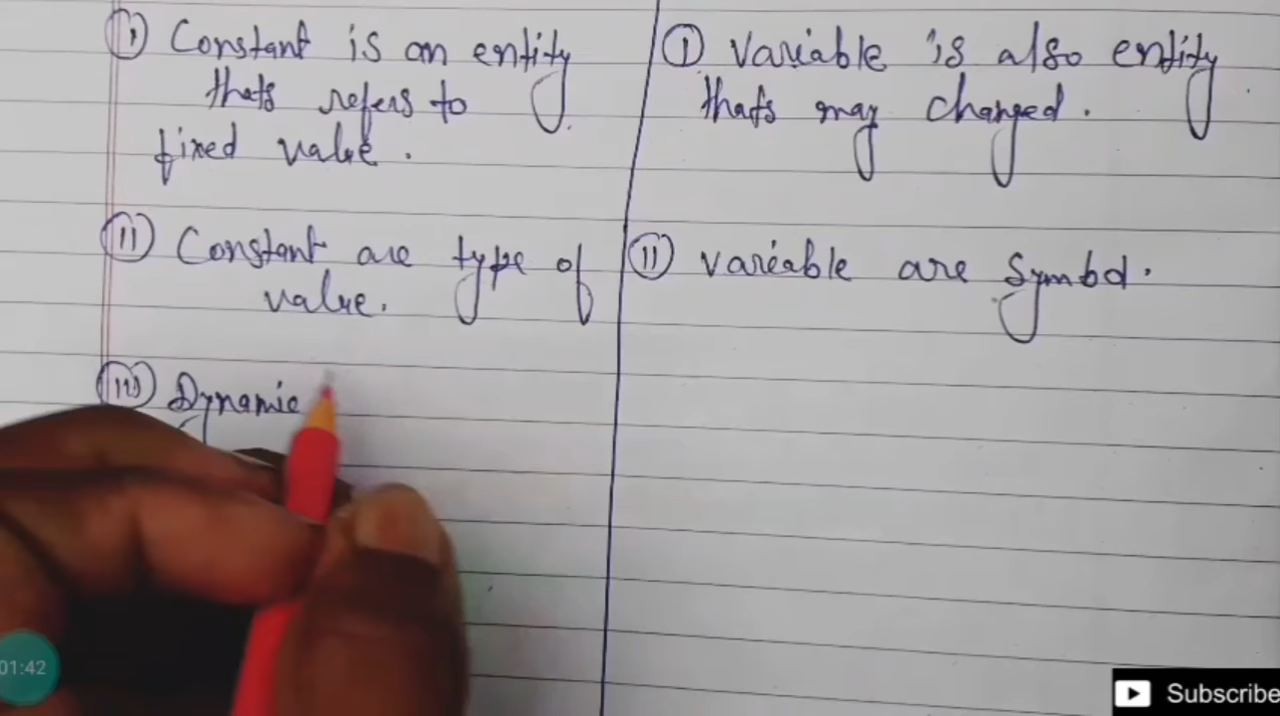 (i) Constant is an entity
thats refers to
fixed value.
(ii) Constant are type of
value.
(iii) Dynamic
(i) Variable is also entity
thats may changed.
(ii) variable are Symbol.
01:42
Subscribe